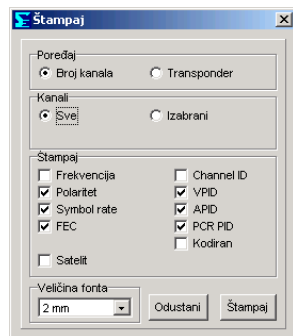 Štampaj
Poređaj
Broj kanala Transponder
Kanali
Sve Izabrani
Štampaj
Frekvencija Channel ID
Polaritet VPID
Symbol rate APID
FEC PCR PID
Kodiran
Satelit
Veličina fonta
2 mm Odustani Štampaj